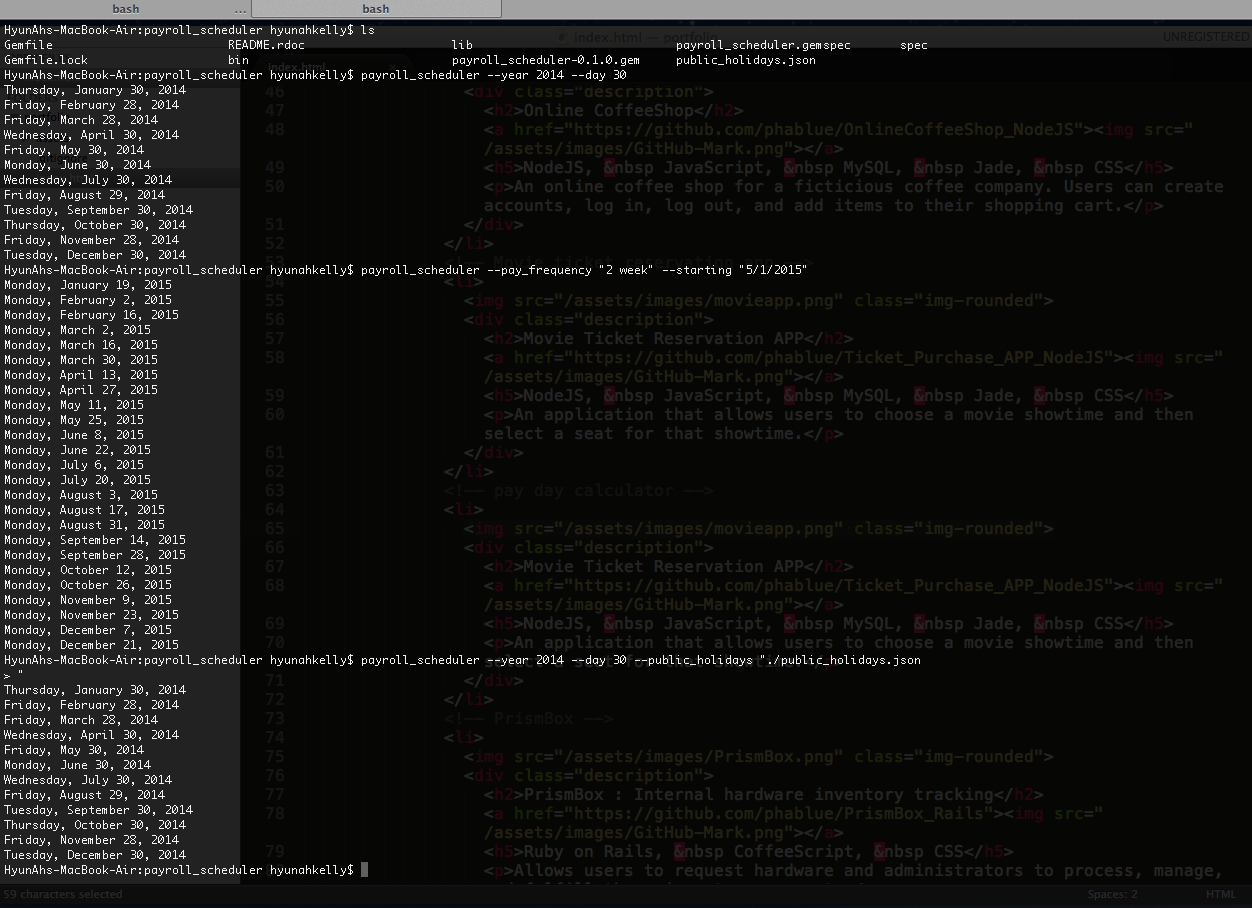 bash ... bash
index.html — portfolio UNREGISTERED
HyunAhs-MacBook-Air:payroll_scheduler hyunahkelly$ ls
Gemfile README.rdoc lib payroll_scheduler.gemspec spec
Gemfile.lock bin payroll_scheduler-0.1.0.gem public_holidays.json
index.html
HyunAhs-MacBook-Air:payroll_scheduler hyunahkelly$ payroll_scheduler --year 2014 --day 30
Thursday, January 30, 2014
Friday, February 28, 2014
Friday, March 28, 2014
Wednesday, April 30, 2014
Friday, May 30, 2014
Monday, June 30, 2014
Wednesday, July 30, 2014
Friday, August 29, 2014
Tuesday, September 30, 2014
Thursday, October 30, 2014
Friday, November 28, 2014
Tuesday, December 30, 2014
HyunAhs-MacBook-Air:payroll_scheduler hyunahkelly$ payroll_scheduler --pay_frequency "2 week" --starting "5/1/2015"
Monday, January 19, 2015
Monday, February 2, 2015
Monday, February 16, 2015
Monday, March 2, 2015
Monday, March 16, 2015
Monday, March 30, 2015
Monday, April 13, 2015
Monday, April 27, 2015
Monday, May 11, 2015
Monday, May 25, 2015
Monday, June 8, 2015
Monday, June 22, 2015
Monday, July 6, 2015
Monday, July 20, 2015
Monday, August 3, 2015
Monday, August 17, 2015
Monday, August 31, 2015
Monday, September 14, 2015
Monday, September 28, 2015
Monday, October 12, 2015
Monday, October 26, 2015
Monday, November 9, 2015
Monday, November 23, 2015
Monday, December 7, 2015
Monday, December 21, 2015
HyunAhs-MacBook-Air:payroll_scheduler hyunahkelly$ payroll_scheduler --year 2014 --day 30 --public_holidays "./public_holidays.json
> "
Thursday, January 30, 2014
Friday, February 28, 2014
Friday, March 28, 2014
Wednesday, April 30, 2014
Friday, May 30, 2014
Monday, June 30, 2014
Wednesday, July 30, 2014
Friday, August 29, 2014
Tuesday, September 30, 2014
Thursday, October 30, 2014
Friday, November 28, 2014
Tuesday, December 30, 2014
HyunAhs-MacBook-Air:payroll_scheduler hyunahkelly$
46 <div class="description">
47 <h2>Online CoffeeShop</h2>
48 <a href="https://github.com/phablue/OnlineCoffeeShop_NodeJS"><img src="
/assets/images/GitHub-Mark.png"></a>
49 <h5>NodeJS, &nbsp JavaScript, &nbsp MySQL, &nbsp Jade, &nbsp CSS</h5>
50 <p>An online coffee shop for a ficticious coffee company. Users can create
accounts, log in, log out, and add items to their shopping cart.</p>
51 </div>
52 </li>
53 <!-- Movie ticket reservation app -->
54 <li>
55 <img src="/assets/images/movieapp.png" class="img-rounded">
56 <div class="description">
57 <h2>Movie Ticket Reservation APP</h2>
58 <a href="https://github.com/phablue/Ticket_Purchase_APP_NodeJS"><img src="
/assets/images/GitHub-Mark.png"></a>
59 <h5>NodeJS, &nbsp JavaScript, &nbsp MySQL, &nbsp Jade, &nbsp CSS</h5>
60 <p>An application that allows users to choose a movie showtime and then
select a seat for that showtime.</p>
61 </div>
62 </li>
63 <!-- pay day calculator -->
64 <li>
65 <img src="/assets/images/movieapp.png" class="img-rounded">
66 <div class="description">
67 <h2>Movie Ticket Reservation APP</h2>
68 <a href="https://github.com/phablue/Ticket_Purchase_APP_NodeJS"><img src="
/assets/images/GitHub-Mark.png"></a>
69 <h5>NodeJS, &nbsp JavaScript, &nbsp MySQL, &nbsp Jade, &nbsp CSS</h5>
70 <p>An application that allows users to choose a movie showtime and then
71 </div>
72 </li>
73 <!-- PrismBox -->
74 <li>
75 <img src="/assets/images/PrismBox.png" class="img-rounded">
76 <div class="description">
77 <h2>PrismBox : Internal hardware inventory tracking</h2>
78 <a href="https://github.com/phablue/PrismBox_Rails"><img src="
/assets/images/GitHub-Mark.png"></a>
79 <h5>Ruby on Rails, &nbsp CoffeeScript, &nbsp CSS</h5>
<p>Allows users to request hardware and administrators to process, manage,
59 characters selected Spaces: 2 HTML